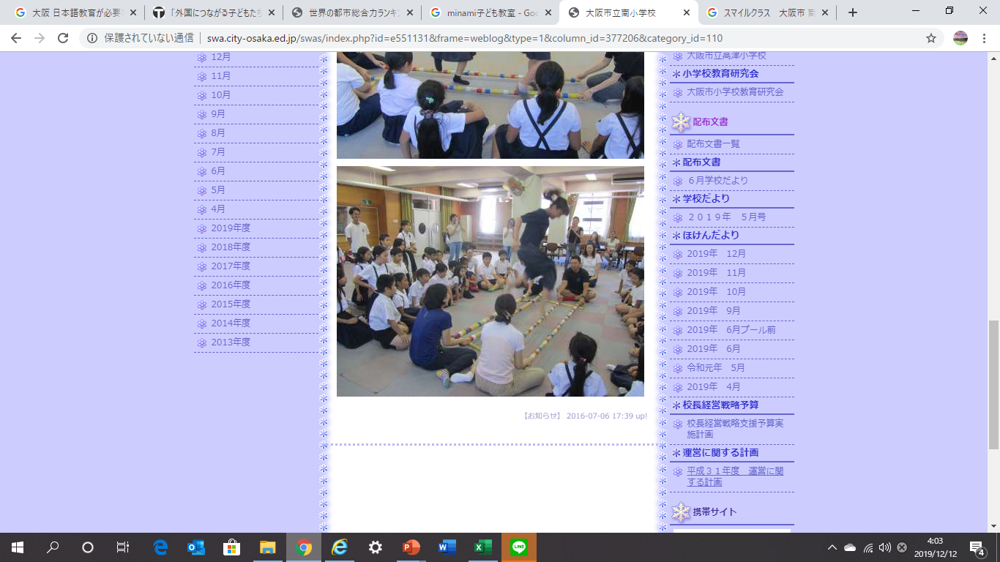 大阪 日本語教育が必要
「外国につながる子どもたち
世界の都市総合力ランキン
minami子ども教室 - Goo
大阪市立南小学校
スマイルクラス 大阪市 南
保護されていない通信
swa.city-osaka.ed.jp/swas/index.php?id=e551131&frame=weblog&type=1&column_id=377206&category_id=110
12月
11月
10月
9月
8月
7月
6月
5月
4月
2019年度
2018年度
2017年度
2016年度
2015年度
2014年度
2013年度
【お知らせ】 2016-07-06 17:39 up!
大阪市立高津小学校
小学校教育研究会
大阪市小学校教育研究会
配布文書
配布文書一覧
配布文書
６月学校だより
学校だより
２０１９年　５月号
ほけんだより
2019年　12月
2019年　11月
2019年　10月
2019年　9月
2019年　6月プール前
2019年　6月
令和元年　5月
2019年　4月
校長経営戦略予算
校長経営戦略支援予算実
施計画
運営に関する計画
平成３１年度　運営に関
する計画
携帯サイト
LINE
4:03
2019/12/12
4